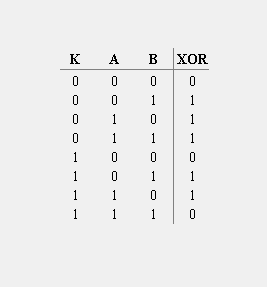 K A B XOR
0 0 0 0
0 0 1 1
0 1 0 1
0 1 1 1
1 0 0 0
1 0 1 1
1 1 0 1
1 1 1 0